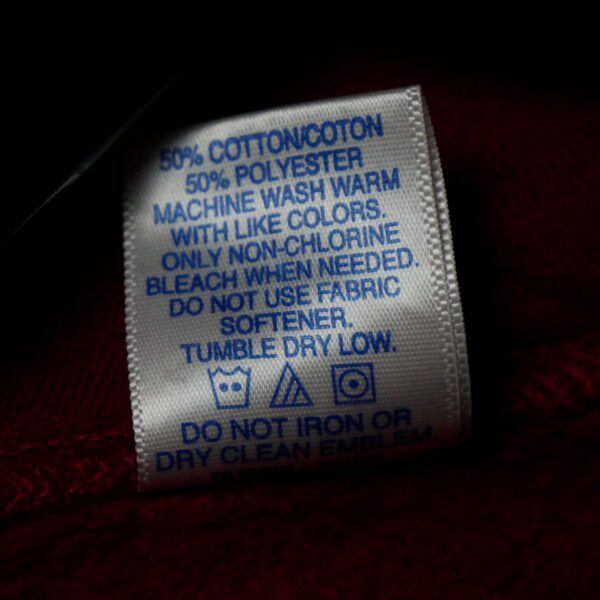 50% COTTON/COTON
50% POLYESTER
MACHINE WASH WARM
WITH LIKE COLORS.
ONLY NON-CHLORINE
BLEACH WHEN NEEDED.
DO NOT USE FABRIC
SOFTENER.
TUMBLE DRY LOW.
DO NOT IRON OR
DRY CLEAN EMBLEM.